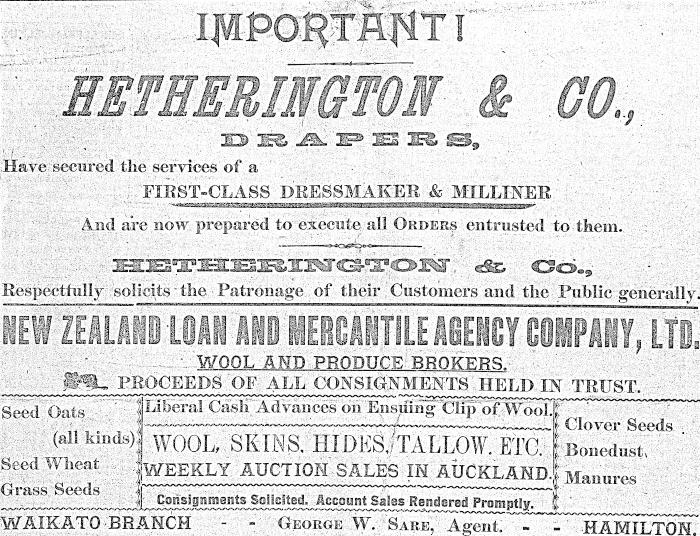 IMPORTANT!
HETHERINGTON & CO.,
DRAPERS,
Have secured the services of a
FIRST-CLASS DRESSMAKER & MILLINER
And are now prepared to execute all ORDERS entrusted to them.
HETHERINGTON & Co.,
Respectfully solicits the Patronage of their Customers and the Public generally.
NEW ZEALAND LOAN AND MERCANTILE AGENCY COMPANY, LTD.
WOOL AND PRODUCE BROKERS.
PROCEEDS OF ALL CONSIGNMENTS HELD IN TRUST.
Seed Oats
(all kinds)
Seed Wheat
Grass Seeds
Liberal Cash Advances on Ensuing Clip of Wool.
WOOL, SKINS, HIDES, TALLOW, ETC.
WEEKLY AUCTION SALES IN AUCKLAND.
Consignments Solicited. Account Sales Rendered Promptly.
Clover Seeds
Bonedust,
Manures
WAIKATO BRANCH - - GEORGE W. SARE, Agent. - - HAMILTON.